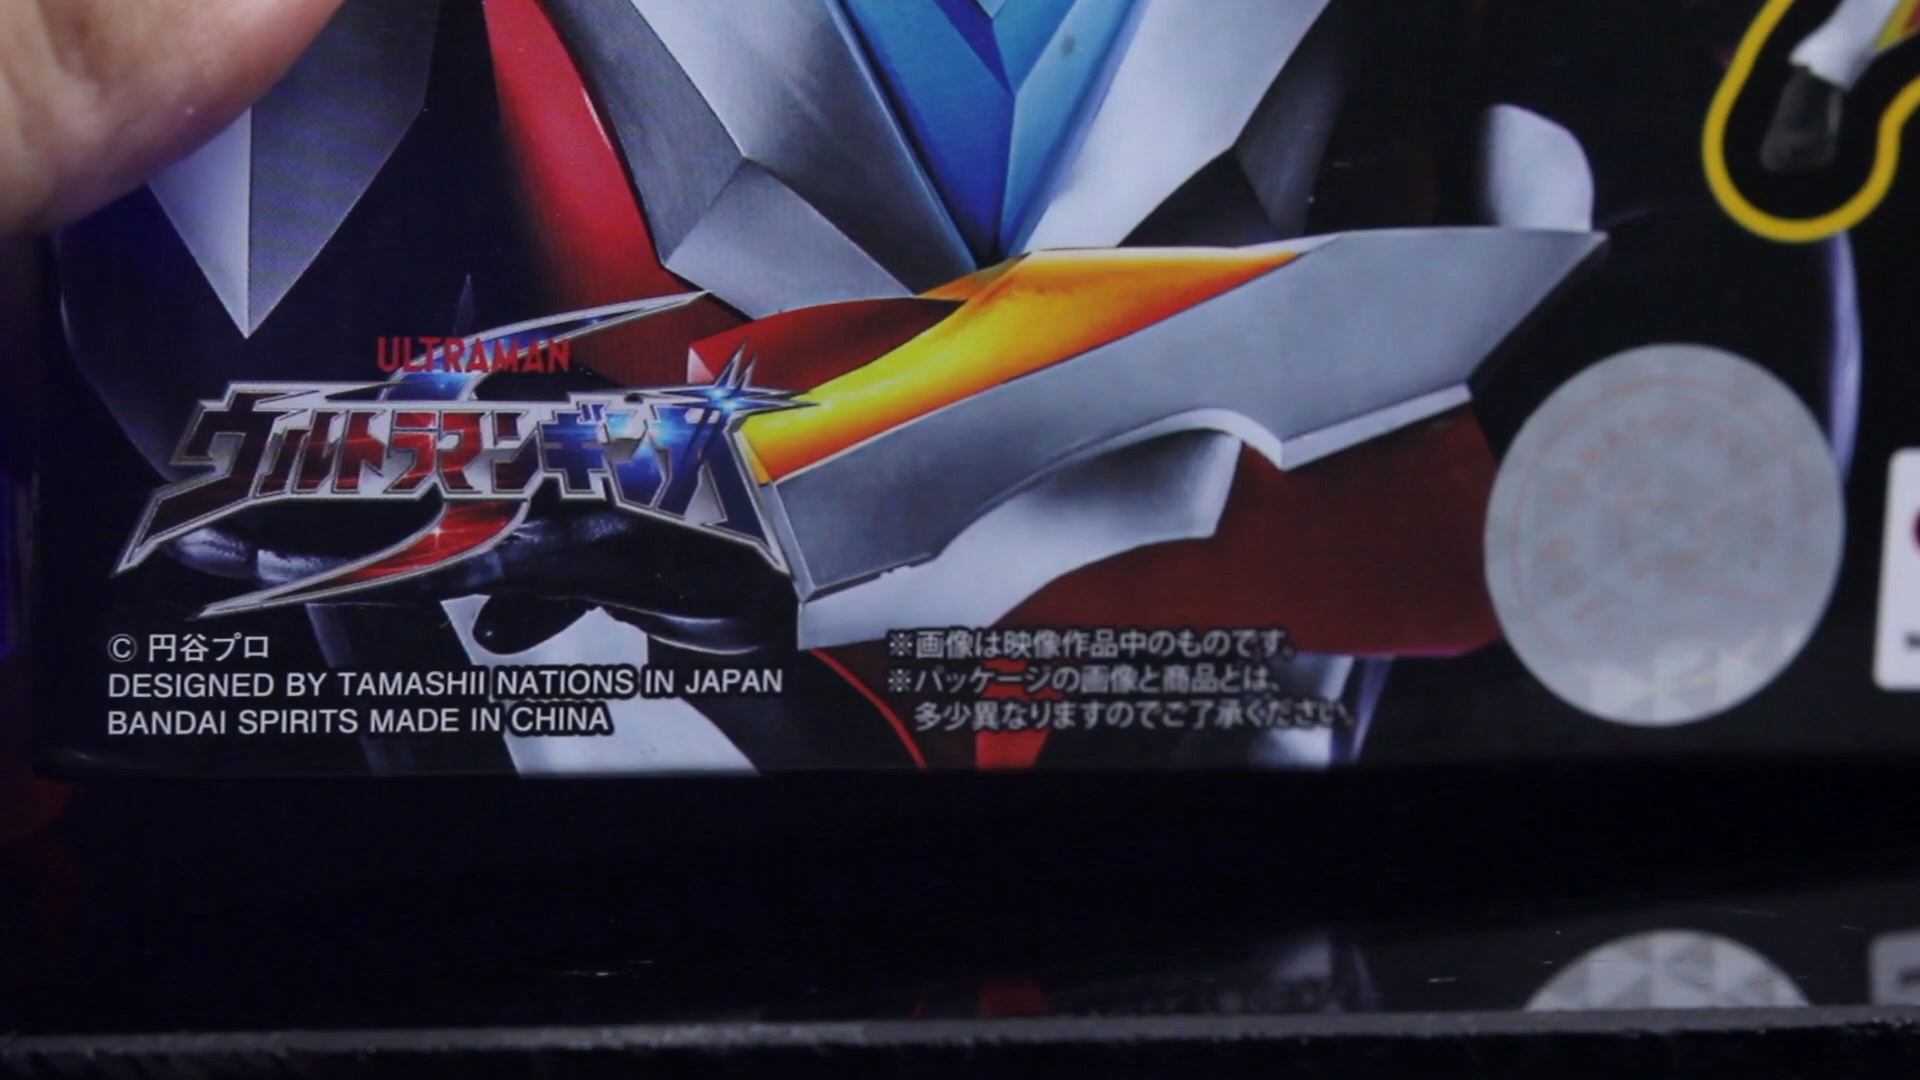 ULTRAMAN
ウルトラマンギンガ
© 円谷プロ
DESIGNED BY TAMASHII NATIONS IN JAPAN
BANDAI SPIRITS MADE IN CHINA
※画像は映像作品中のものです。
※パッケージの画像と商品とは、
多少異なりますのでご了承ください。